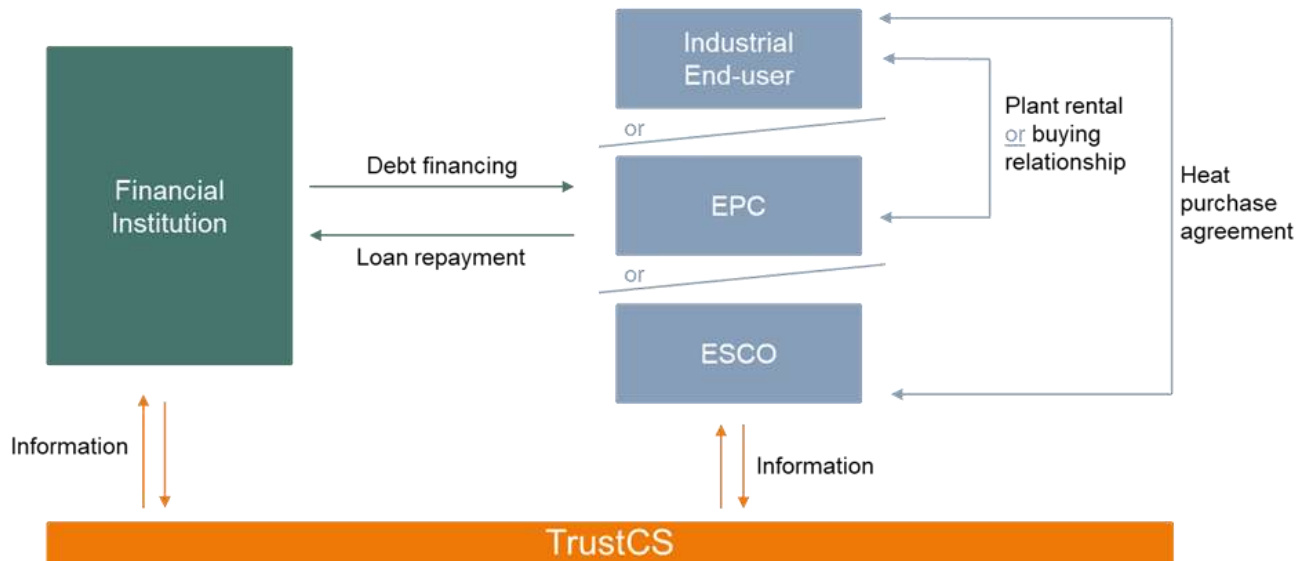 Financial
Institution
Debt financing
Loan repayment
Industrial
End-user
or
EPC
or
ESCO
Plant rental
or buying
relationship
Heat
purchase
agreement
Information
Information
TrustCS